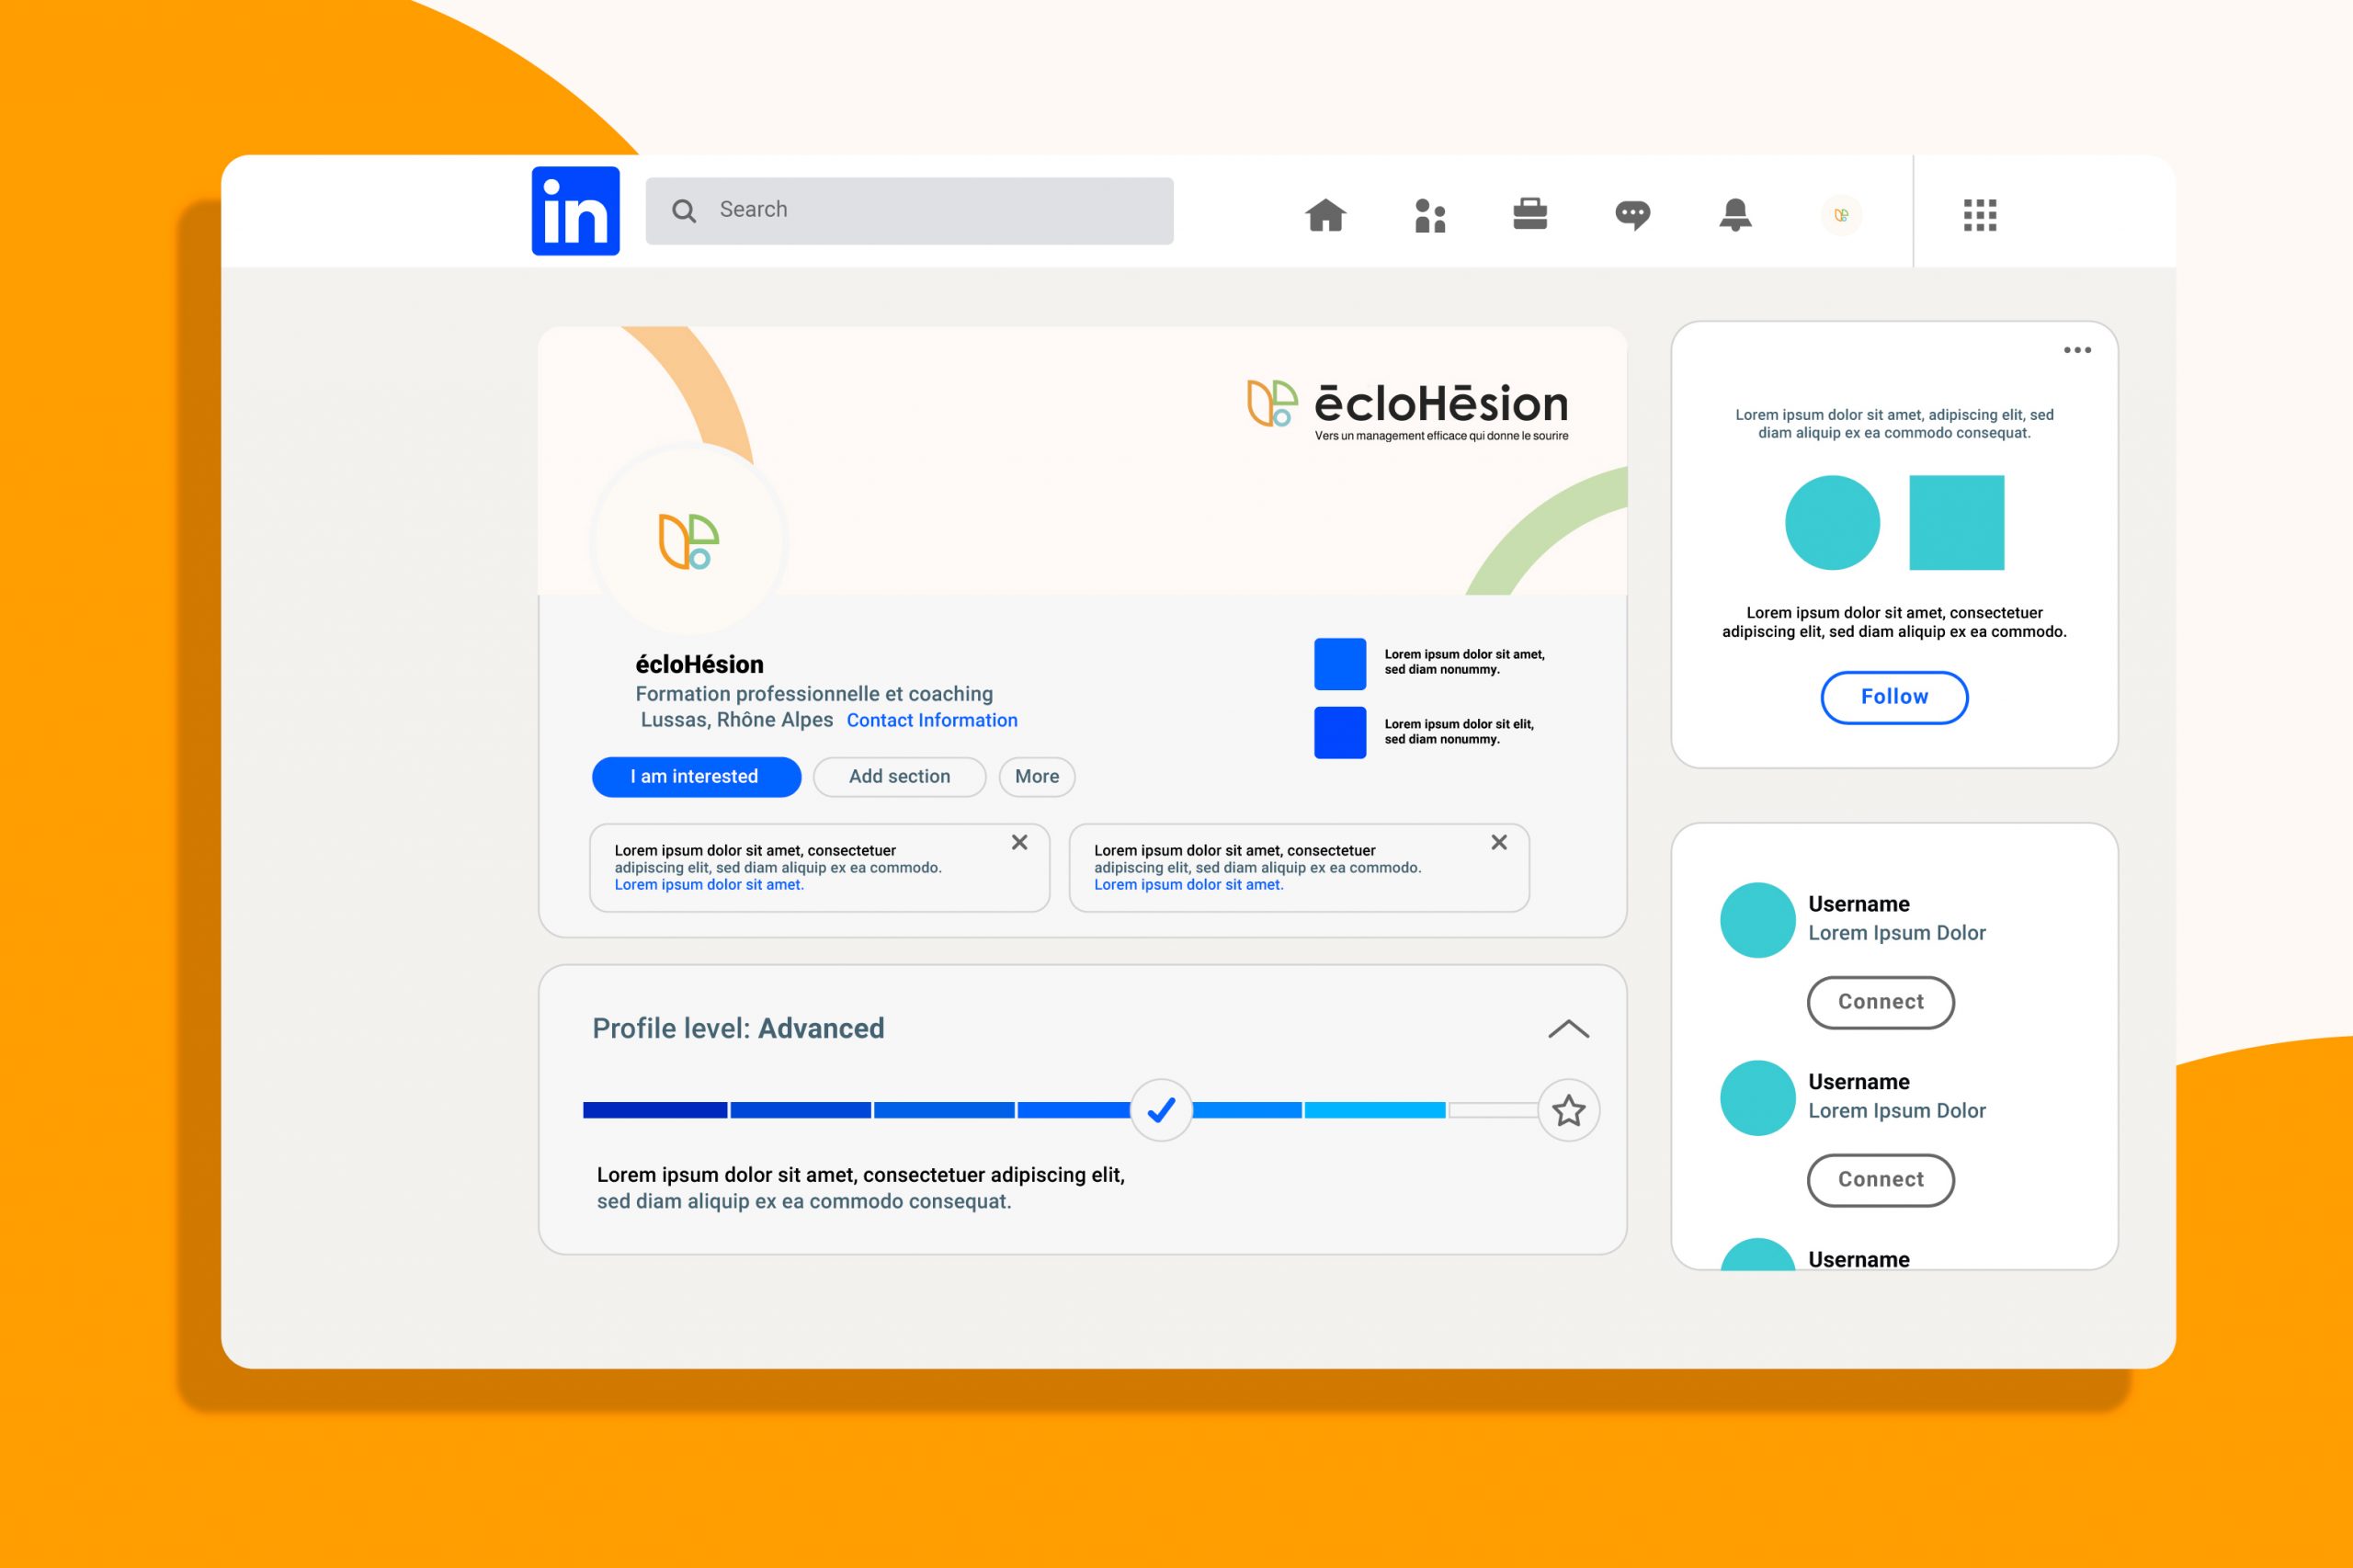 in
Search
ēcloHēsion
Vers un management efficace qui donne le sourire
écloHésion
Formation professionnelle et coaching
Lussas, Rhône Alpes Contact Information
I am interested
Add section
More
Lorem ipsum dolor sit amet,
sed diam nonummy.
Lorem ipsum dolor sit elit,
sed diam nonummy.
Lorem ipsum dolor sit amet, consectetuer
adipiscing elit, sed diam aliquip ex ea commodo.
Lorem ipsum dolor sit amet.
Lorem ipsum dolor sit amet, consectetuer
adipiscing elit, sed diam aliquip ex ea commodo.
Lorem ipsum dolor sit amet.
Profile level: Advanced
Lorem ipsum dolor sit amet, consectetuer adipiscing elit,
sed diam aliquip ex ea commodo consequat.
Lorem ipsum dolor sit amet, adipiscing elit, sed
diam aliquip ex ea commodo consequat.
Lorem ipsum dolor sit amet, consectetuer
adipiscing elit, sed diam aliquip ex ea commodo.
Follow
Username
Lorem Ipsum Dolor
Connect
Username
Lorem Ipsum Dolor
Connect
Username